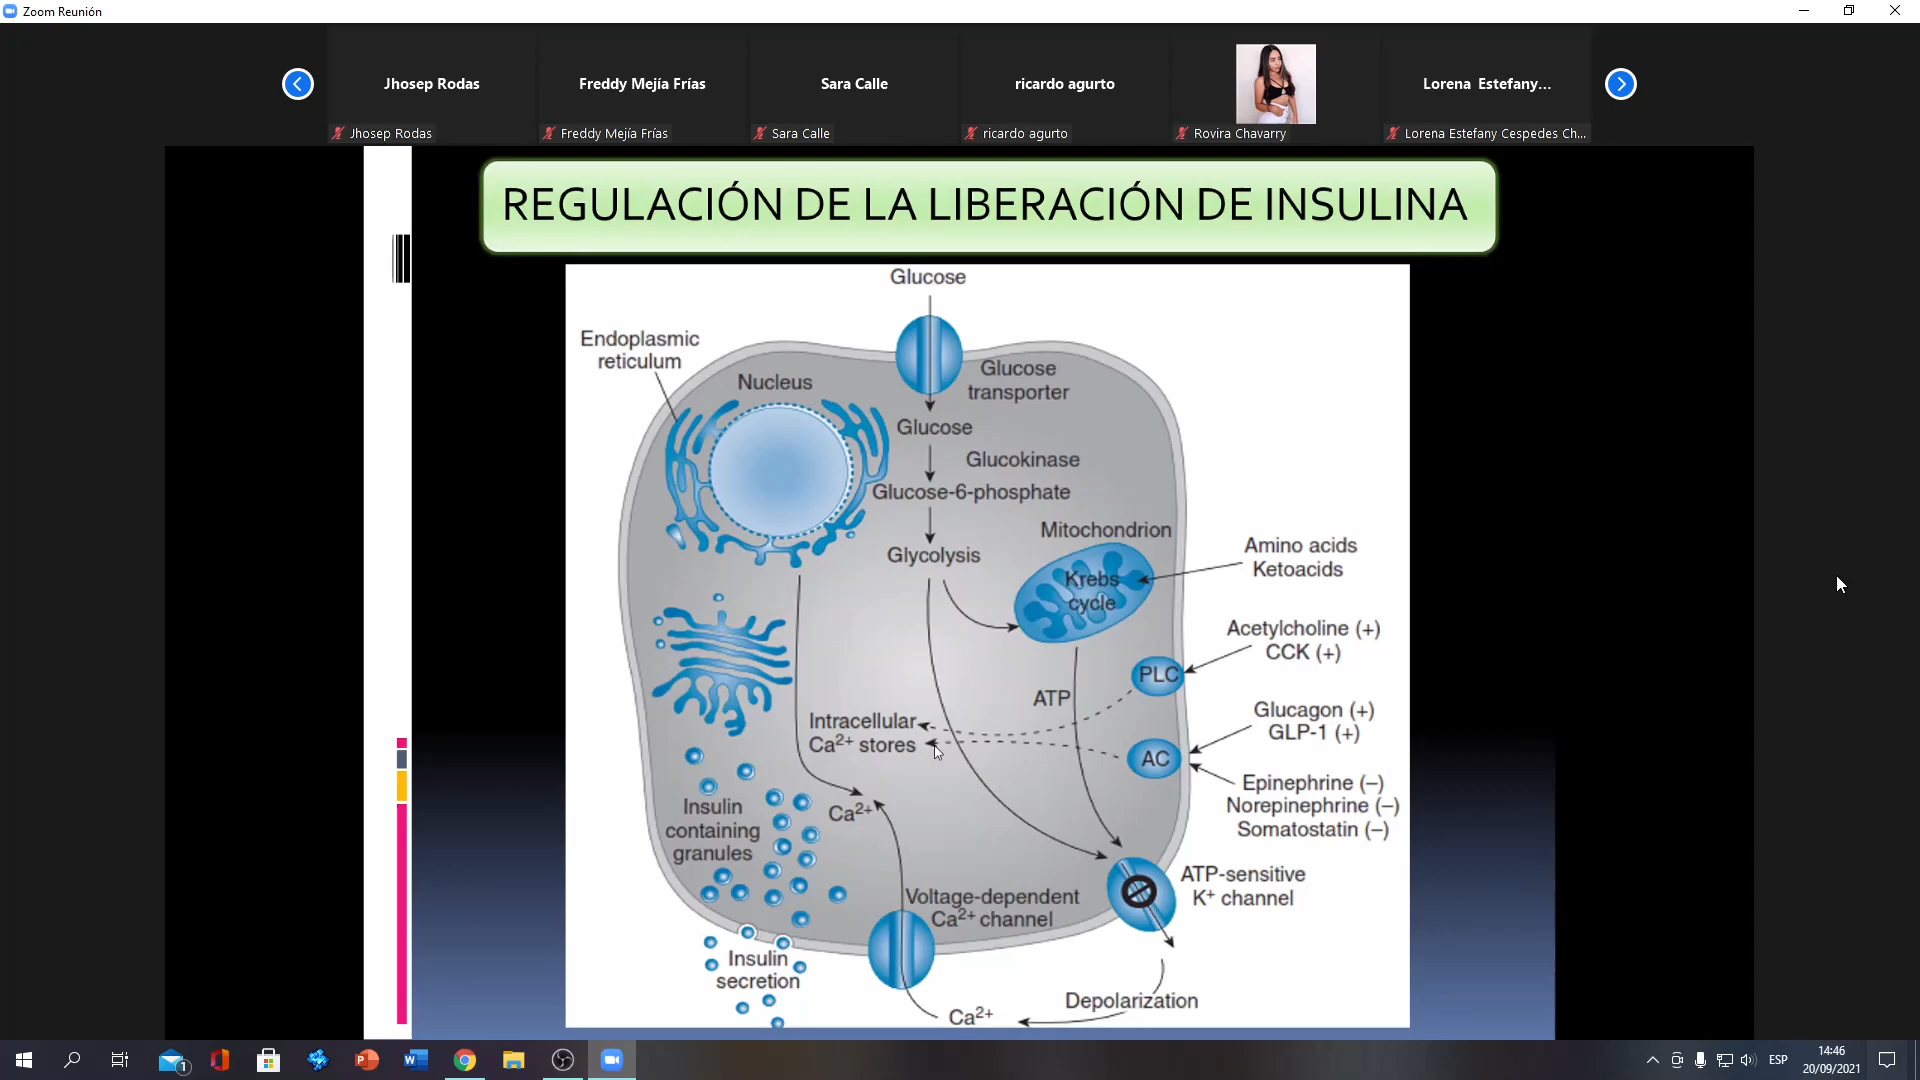 Zoom Reunión
Jhosep Rodas
Freddy Mejía Frías
Sara Calle
ricardo agurto
Lorena Estefany...
Jhosep Rodas
Freddy Mejía Frías
Sara Calle
ricardo agurto
Rovira Chavarry
Lorena Estefany Cespedes Ch...
REGULACIÓN DE LA LIBERACIÓN DE INSULINA
Glucose
Endoplasmic
reticulum
Nucleus
Glucose
transporter
Glucose
Glucokinase
Glucose-6-phosphate
Glycolysis
Mitochondrion
Krebs
cycle
Amino acids
Ketoacids
Acetylcholine (+)
CCK (+)
PLC
ATP
Intracellular
Ca2+ stores
Glucagon (+)
GLP-1 (+)
AC
Epinephrine (–)
Norepinephrine (–)
Somatostatin (–)
Insulin
containing
granules
Ca2+
Voltage-dependent
Ca2+ channel
ATP-sensitive
K+ channel
Insulin
secretion
Depolarization
Ca2+
1
ESP
14:46
20/09/2021